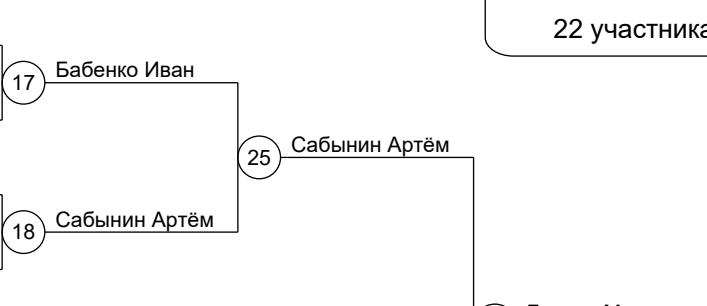 22 участника
17
Бабенко Иван
25
Сабынин Артём
18
Сабынин Артём